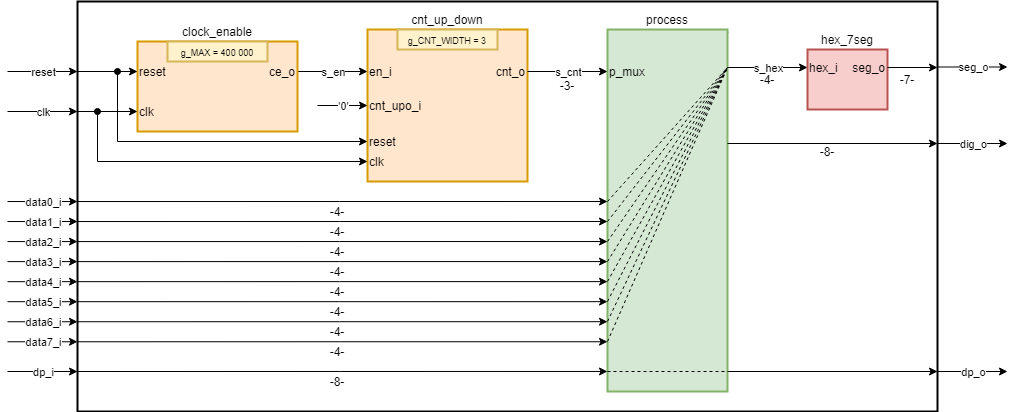 cnt_up_down
process
clock_enable
g_MAX = 400 000
g_CNT_WIDTH = 3
hex_7seg
reset
reset
ce_o
s_en
en_i
cnt_o
s_cnt
-3-
p_mux
s_hex
-4-
hex_i
seg_o
-7-
seg_o
clk
clk
'0'
cnt_upo_i
reset
clk
-8-
dig_o
data0_i
-4-
data1_i
-4-
data2_i
-4-
data3_i
-4-
data4_i
-4-
data5_i
-4-
data6_i
-4-
data7_i
-4-
dp_i
-8-
dp_o